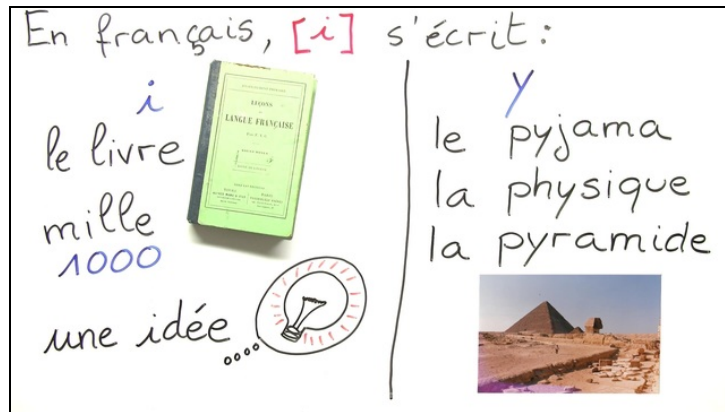 En français, [i] s'écrit:
i
le livre
mille
1000
une idée
LEÇONS
LANGUE FRANÇAISE
y
le pyjama
la physique
la pyramide